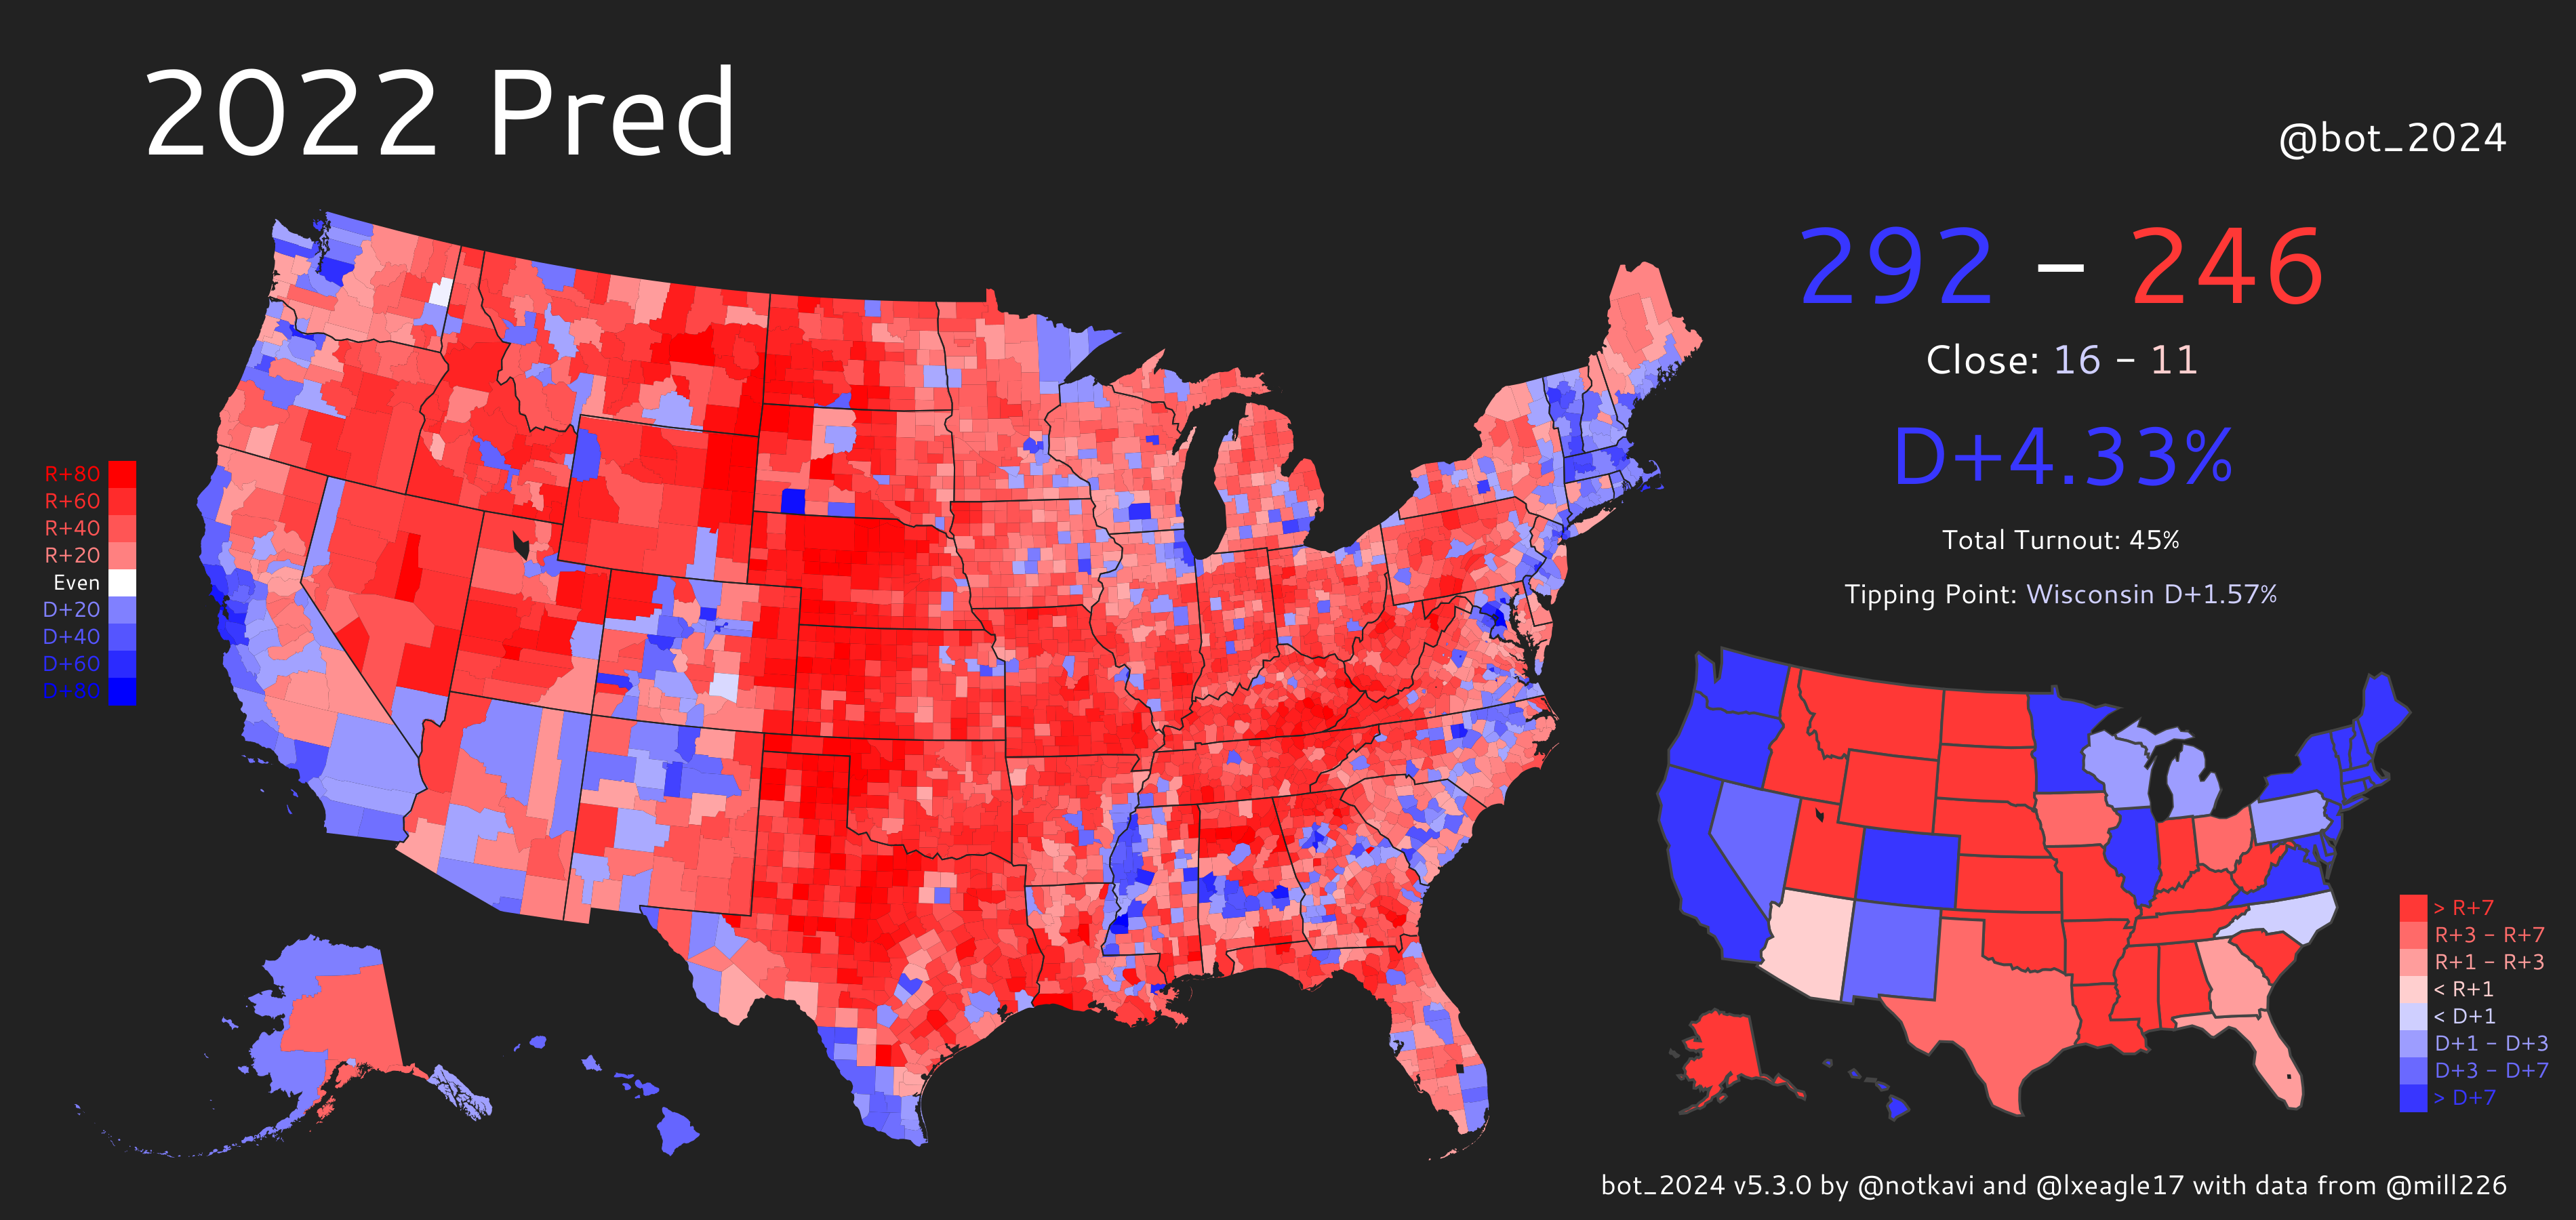 2022 Pred
@bot_2024
292 – 246
Close: 16 – 11
D+4.33%
Total Turnout: 45%
Tipping Point: Wisconsin D+1.57%
R+80
R+60
R+40
R+20
Even
D+20
D+40
D+60
D+80
> R+7
R+3 – R+7
R+1 – R+3
< R+1
< D+1
D+1 – D+3
D+3 – D+7
> D+7
bot_2024 v5.3.0 by @notkavi and @lxeagle17 with data from @mill226